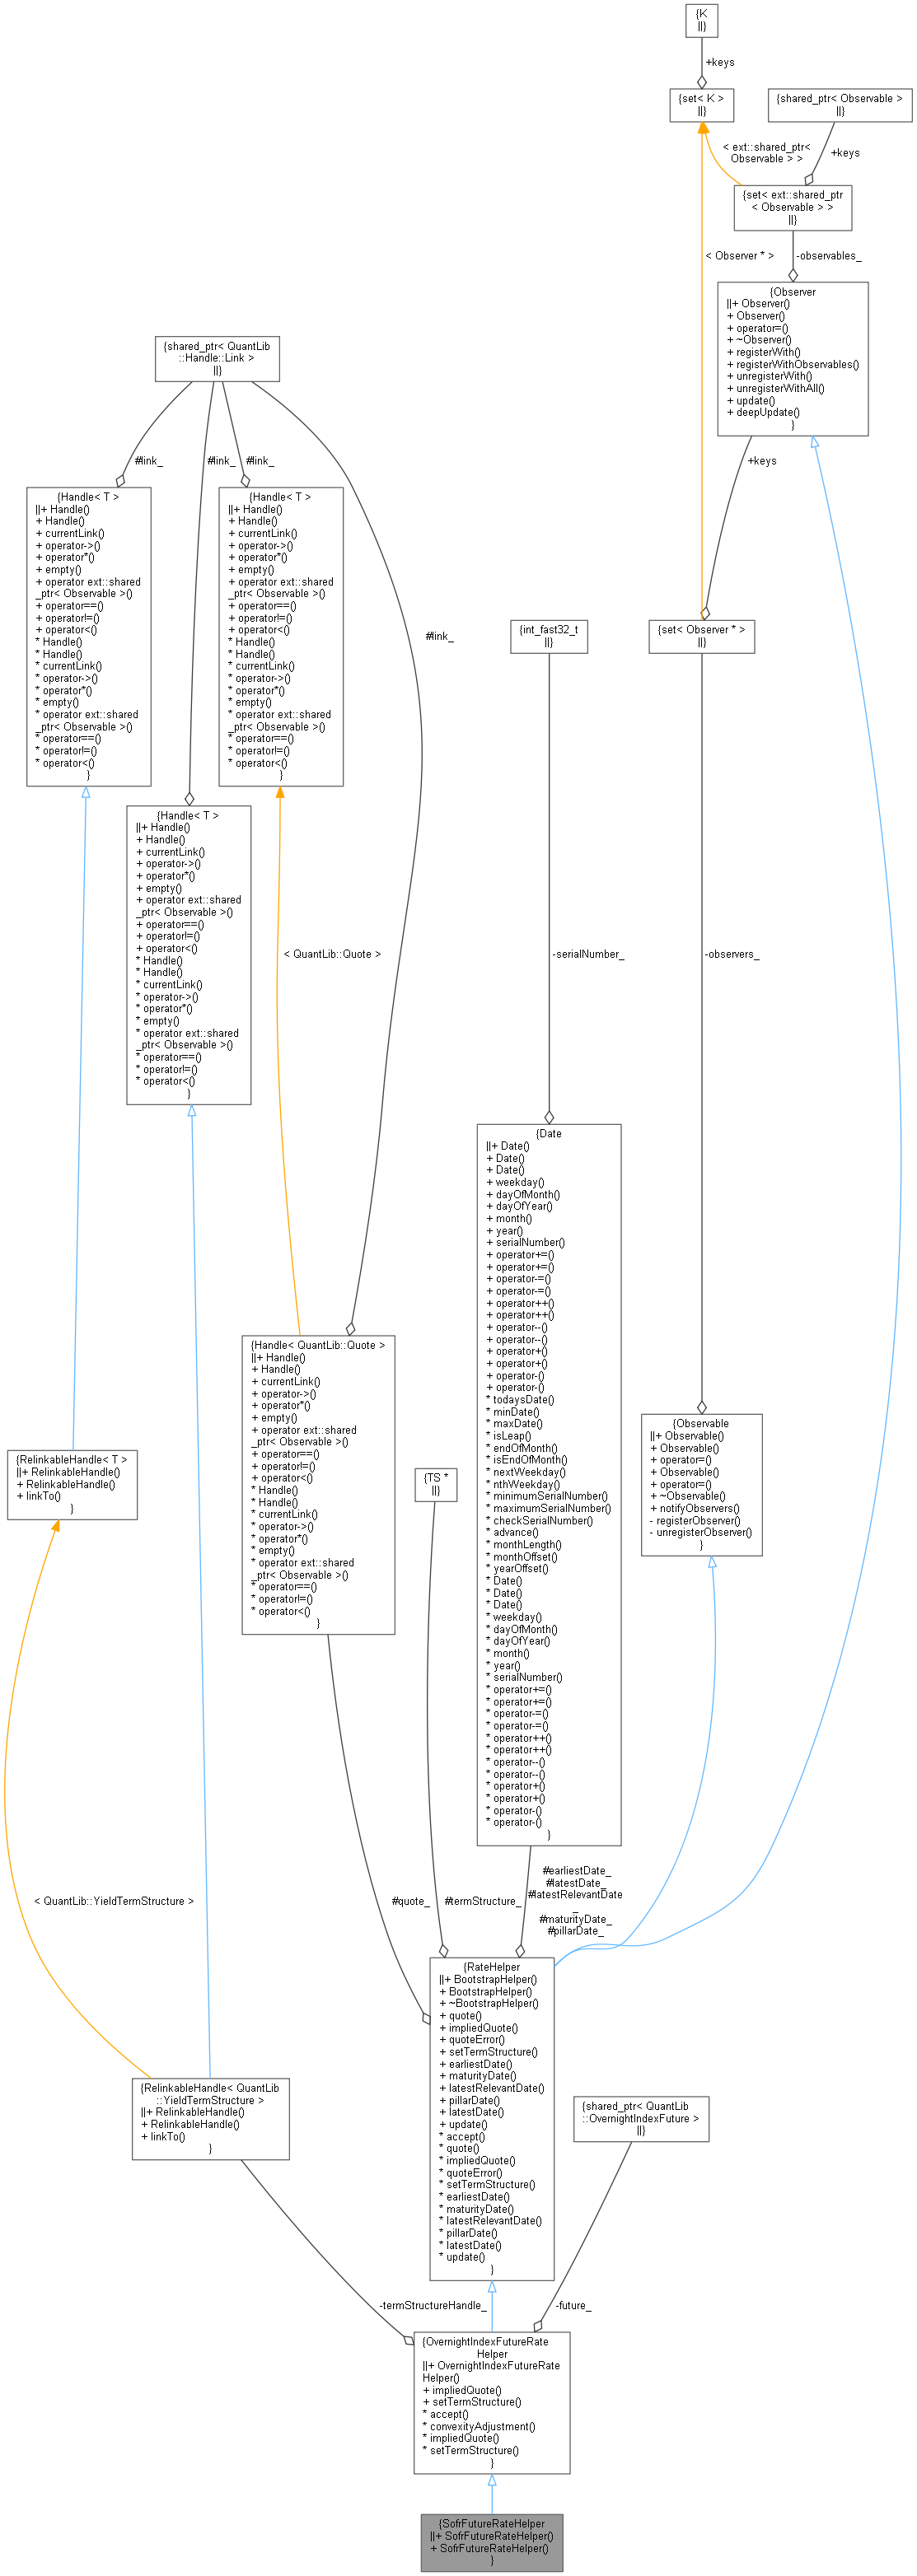 {K
||}
+keys
{set< K >
||}
{shared_ptr< Observable >
||}
< ext::shared_ptr<
Observable > >
+keys
{set< ext::shared_ptr
< Observable > >
||}
< Observer * >
-observables_
{Observer
||+ Observer()
+ Observer()
+ operator=()
+ ~Observer()
+ registerWith()
+ registerWithObservables()
+ unregisterWith()
+ unregisterWithAll()
+ update()
+ deepUpdate()
}
{shared_ptr< QuantLib
::Handle::Link >
||}
#link_
#link_
#link_
+keys
{Handle< T >
||+ Handle()
+ Handle()
+ currentLink()
+ operator->()
+ operator*()
+ empty()
+ operator ext::shared
_ptr< Observable >()
+ operator==()
+ operator!=()
+ operator<()
* Handle()
* Handle()
* currentLink()
* operator->()
* operator*()
* empty()
* operator ext::shared
_ptr< Observable >()
* operator==()
* operator!=()
* operator<()
}
{Handle< T >
||+ Handle()
+ Handle()
+ currentLink()
+ operator->()
+ operator*()
+ empty()
+ operator ext::shared
_ptr< Observable >()
+ operator==()
+ operator!=()
+ operator<()
* Handle()
* Handle()
* currentLink()
* operator->()
* operator*()
* empty()
* operator ext::shared
_ptr< Observable >()
* operator==()
* operator!=()
* operator<()
}
#link_
{int_fast32_t
||}
{set< Observer * >
||}
{Handle< T >
||+ Handle()
+ Handle()
+ currentLink()
+ operator->()
+ operator*()
+ empty()
+ operator ext::shared
_ptr< Observable >()
+ operator==()
+ operator!=()
+ operator<()
* Handle()
* Handle()
* currentLink()
* operator->()
* operator*()
* empty()
* operator ext::shared
_ptr< Observable >()
* operator==()
* operator!=()
* operator<()
}
< QuantLib::Quote >
-serialNumber_
-observers_
{Date
||+ Date()
+ Date()
+ Date()
+ weekday()
+ dayOfMonth()
+ dayOfYear()
+ month()
+ year()
+ serialNumber()
+ operator+=()
+ operator+=()
+ operator-=()
+ operator-=()
+ operator++()
+ operator++()
+ operator--()
+ operator--()
+ operator+()
+ operator+()
+ operator-()
+ operator-()
* todaysDate()
* minDate()
* maxDate()
* isLeap()
* endOfMonth()
* isEndOfMonth()
* nextWeekday()
* nthWeekday()
* minimumSerialNumber()
* maximumSerialNumber()
* checkSerialNumber()
* advance()
* monthLength()
* monthOffset()
* yearOffset()
* Date()
* Date()
* Date()
* weekday()
* dayOfMonth()
* dayOfYear()
* month()
* year()
* serialNumber()
* operator+=()
* operator+=()
* operator-=()
* operator-=()
* operator++()
* operator++()
* operator--()
* operator--()
* operator+()
* operator+()
* operator-()
* operator-()
}
{Handle< QuantLib::Quote >
||+ Handle()
+ Handle()
+ currentLink()
+ operator->()
+ operator*()
+ empty()
+ operator ext::shared
_ptr< Observable >()
+ operator==()
+ operator!=()
+ operator<()
* Handle()
* Handle()
* currentLink()
* operator->()
* operator*()
* empty()
* operator ext::shared
_ptr< Observable >()
* operator==()
* operator!=()
* operator<()
}
{Observable
||+ Observable()
+ Observable()
+ operator=()
+ Observable()
+ operator=()
+ ~Observable()
+ notifyObservers()
- registerObserver()
- unregisterObserver()
}
{RelinkableHandle< T >
||+ RelinkableHandle()
+ RelinkableHandle()
+ linkTo()
}
{TS *
||}
< QuantLib::YieldTermStructure >
#quote_
#termStructure_
#earliestDate_
#latestDate_
#latestRelevantDate
_
#maturityDate_
#pillarDate_
{RateHelper
||+ BootstrapHelper()
+ BootstrapHelper()
+ ~BootstrapHelper()
+ quote()
+ impliedQuote()
+ quoteError()
+ setTermStructure()
+ earliestDate()
+ maturityDate()
+ latestRelevantDate()
+ pillarDate()
+ latestDate()
+ update()
* accept()
* quote()
* impliedQuote()
* quoteError()
* setTermStructure()
* earliestDate()
* maturityDate()
* latestRelevantDate()
* pillarDate()
* latestDate()
* update()
}
{RelinkableHandle< QuantLib
::YieldTermStructure >
||+ RelinkableHandle()
+ RelinkableHandle()
+ linkTo()
}
{shared_ptr< QuantLib
::OvernightIndexFuture >
||}
-termStructureHandle_
-future_
{OvernightIndexFutureRate
Helper
||+ OvernightIndexFutureRate
Helper()
+ impliedQuote()
+ setTermStructure()
* accept()
* convexityAdjustment()
* impliedQuote()
* setTermStructure()
}
{SofrFutureRateHelper
||+ SofrFutureRateHelper()
+ SofrFutureRateHelper()
}